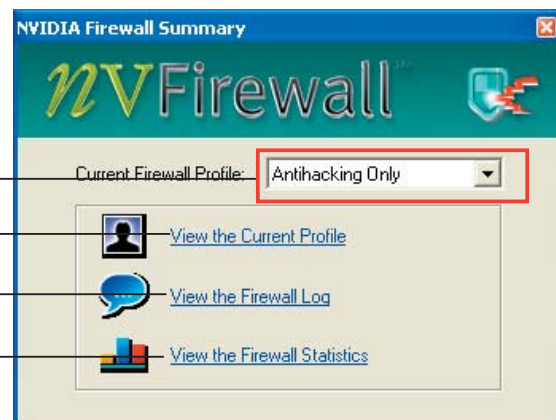 NVIDIA Firewall Summary
nVFirewall™
Current Firewall Profile: Antihacking Only
View the Current Profile
View the Firewall Log
View the Firewall Statistics